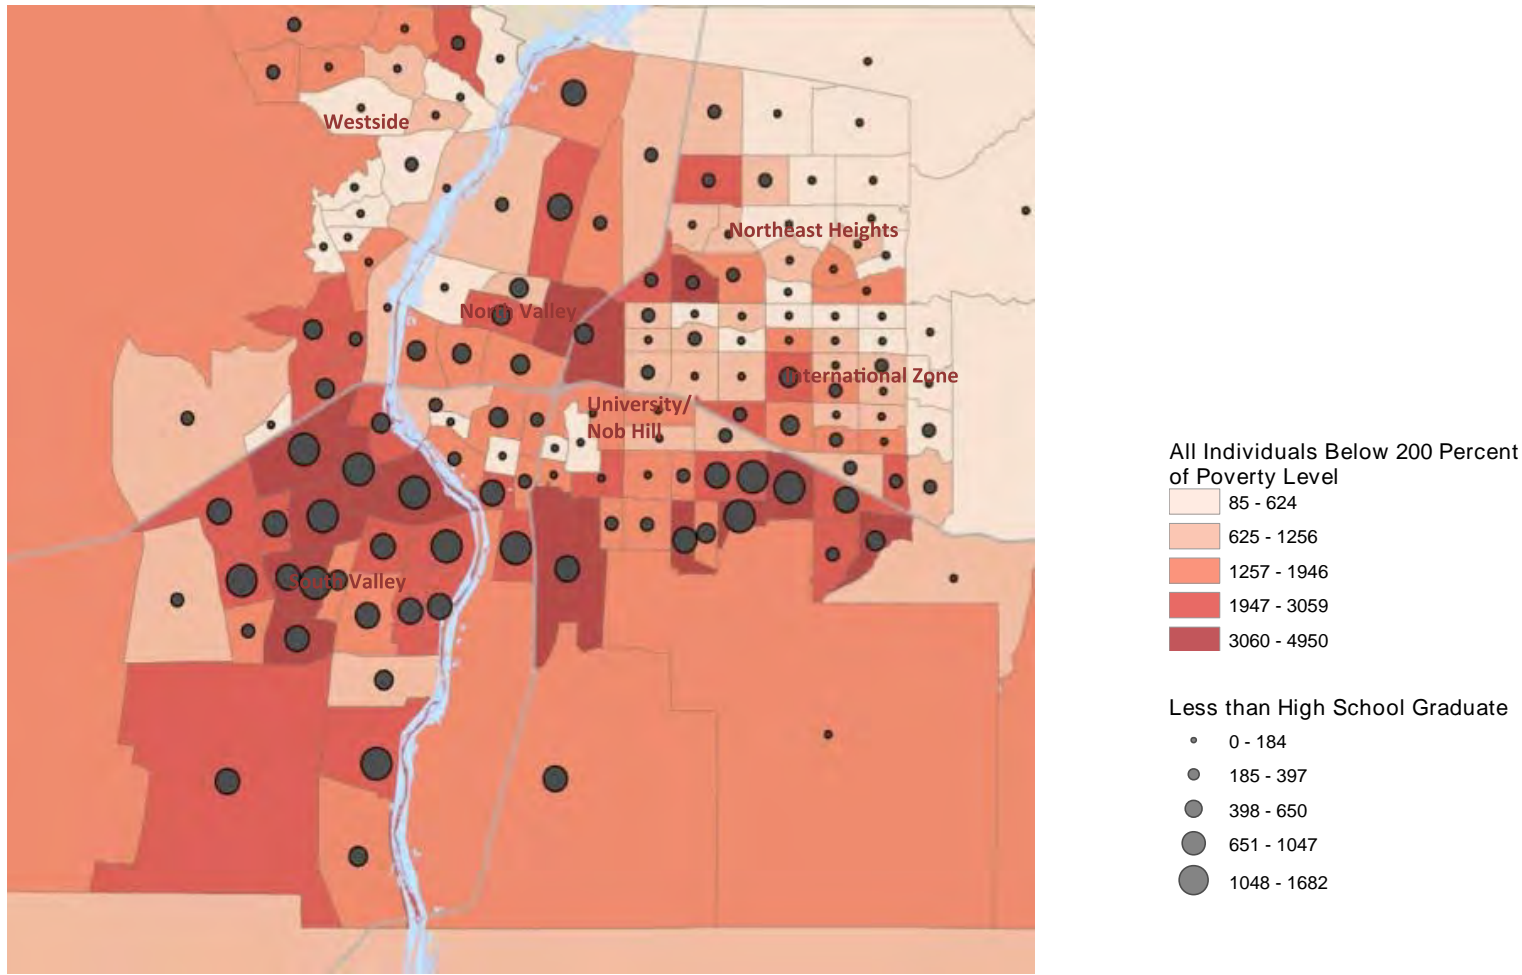 Westside
Northeast Heights
North Valley
International Zone
University/
Nob Hill
South Valley
All Individuals Below 200 Percent
of Poverty Level
85 - 624
625 - 1256
1257 - 1946
1947 - 3059
3060 - 4950
Less than High School Graduate
0 - 184
185 - 397
398 - 650
651 - 1047
1048 - 1682